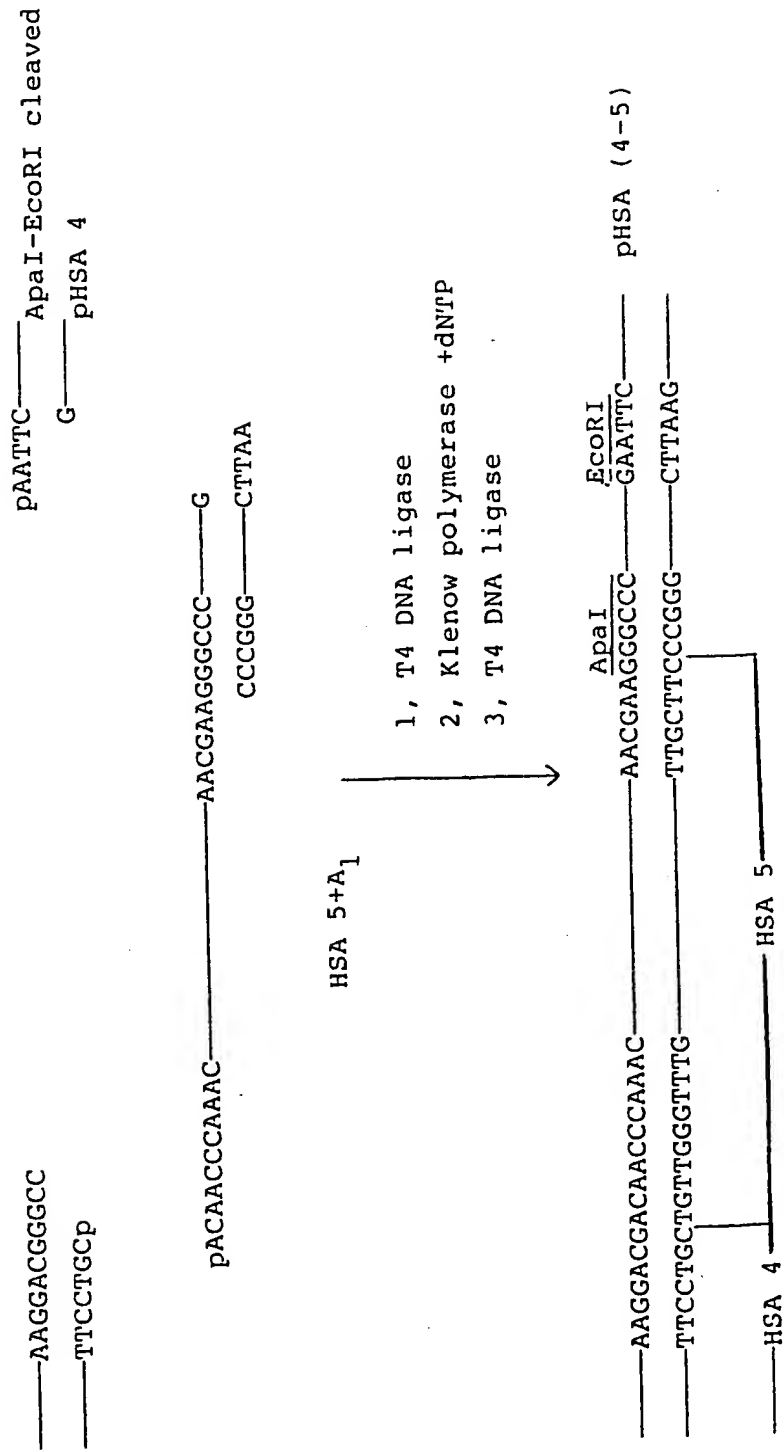 AAGGACGGGCC pAATTC
ApaI-EcoRI cleaved
TTCCTGCp G
pHSA 4
pACAACCCAAAC AACGAAGGGCCC G
CCCGGG CTTAA
HSA 5+A1
1, T4 DNA ligase
2, Klenow polymerase +dNTP
3, T4 DNA ligase
ApaI EcoRI
AAGGACGACAACCCAAAC AACGAAGGGCCC GAATTC
pHSA (4-5)
TTCCTGCTGTTGGGTTTG TTGCTTCCCGGG CTTAAG
HSA 4 HSA 5